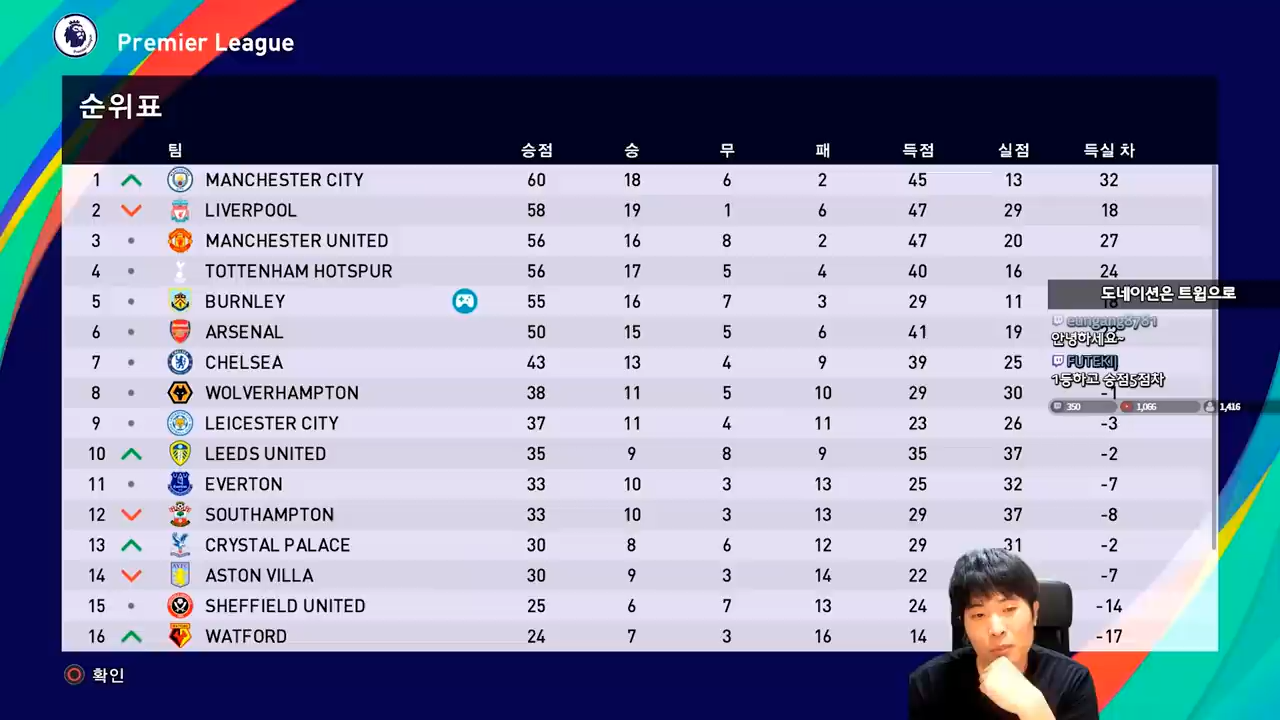 Premier League
순위표
팀 승점 승 무 패 득점 실점 득실 차
1 MANCHESTER CITY 60 18 6 2 45 13 32
2 LIVERPOOL 58 19 1 6 47 29 18
3 MANCHESTER UNITED 56 16 8 2 47 20 27
4 TOTTENHAM HOTSPUR 56 17 5 4 40 16 24
도네이션은 트윕으로
5 BURNLEY 55 16 7 3 29 11 18
eungang8781
6 ARSENAL 50 15 5 6 41 19
안녕하세요~
7 CHELSEA 43 13 4 9 39 25
FUTEKIJ
1등하고 승점5점차
8 WOLVERHAMPTON 38 11 5 10 29 30 -1
350 1,066 1,416
9 LEICESTER CITY 37 11 4 11 23 26 -3
10 LEEDS UNITED 35 9 8 9 35 37 -2
11 EVERTON 33 10 3 13 25 32 -7
12 SOUTHAMPTON 33 10 3 13 29 37 -8
13 CRYSTAL PALACE 30 8 6 12 29 31 -2
14 ASTON VILLA 30 9 3 14 22 -7
15 SHEFFIELD UNITED 25 6 7 13 24 -14
16 WATFORD 24 7 3 16 14 -17
확인